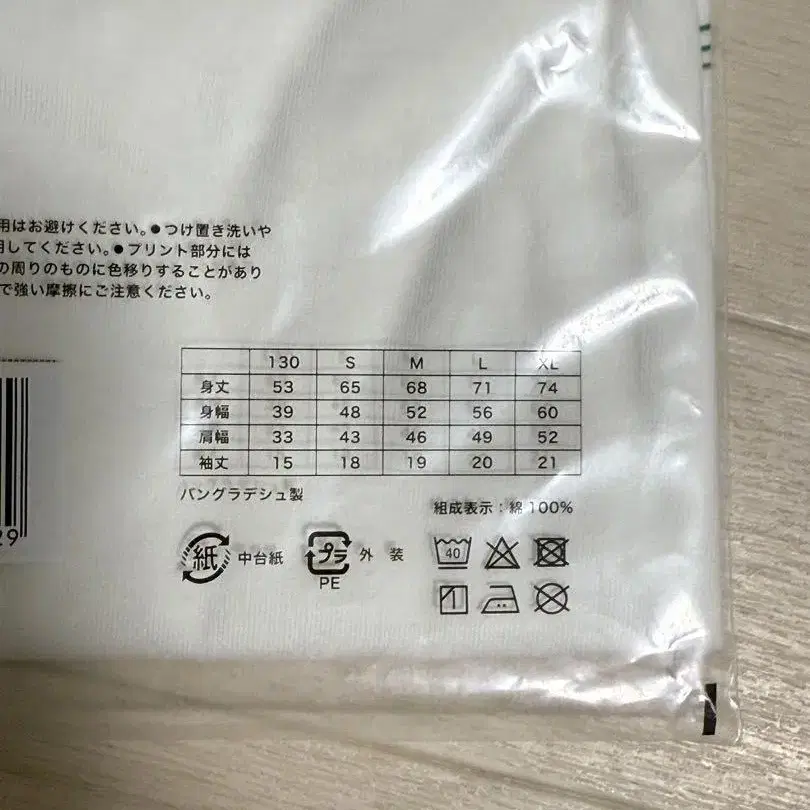 用はお避けください。●つけ置き洗いや
用してください。●プリント部分には
の周りのものに色移りすることがあり
で強い摩擦にご注意ください。
130 S M L XL
身丈 53 65 68 71 74
身幅 39 48 52 56 60
肩幅 33 43 46 49 52
袖丈 15 18 19 20 21
バングラデシュ製
組成表示：綿100%
紙 中台紙 プラ 外装
PE
40
29